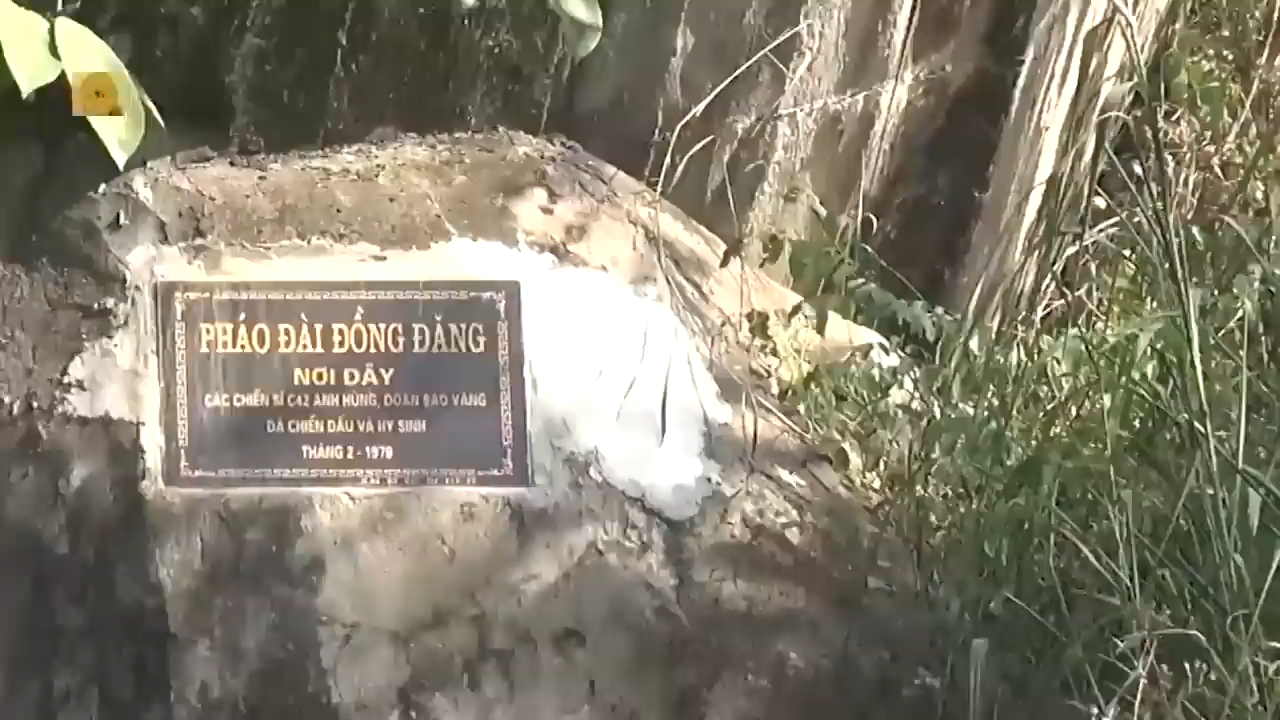 PHÁO ĐÀI ĐỒNG ĐĂNG
NƠI ĐÂY
CÁC CHIẾN SĨ C42 ANH HÙNG, ĐOÀN SAO VÀNG
ĐÃ CHIẾN ĐẤU VÀ HY SINH
THÁNG 2 - 1979